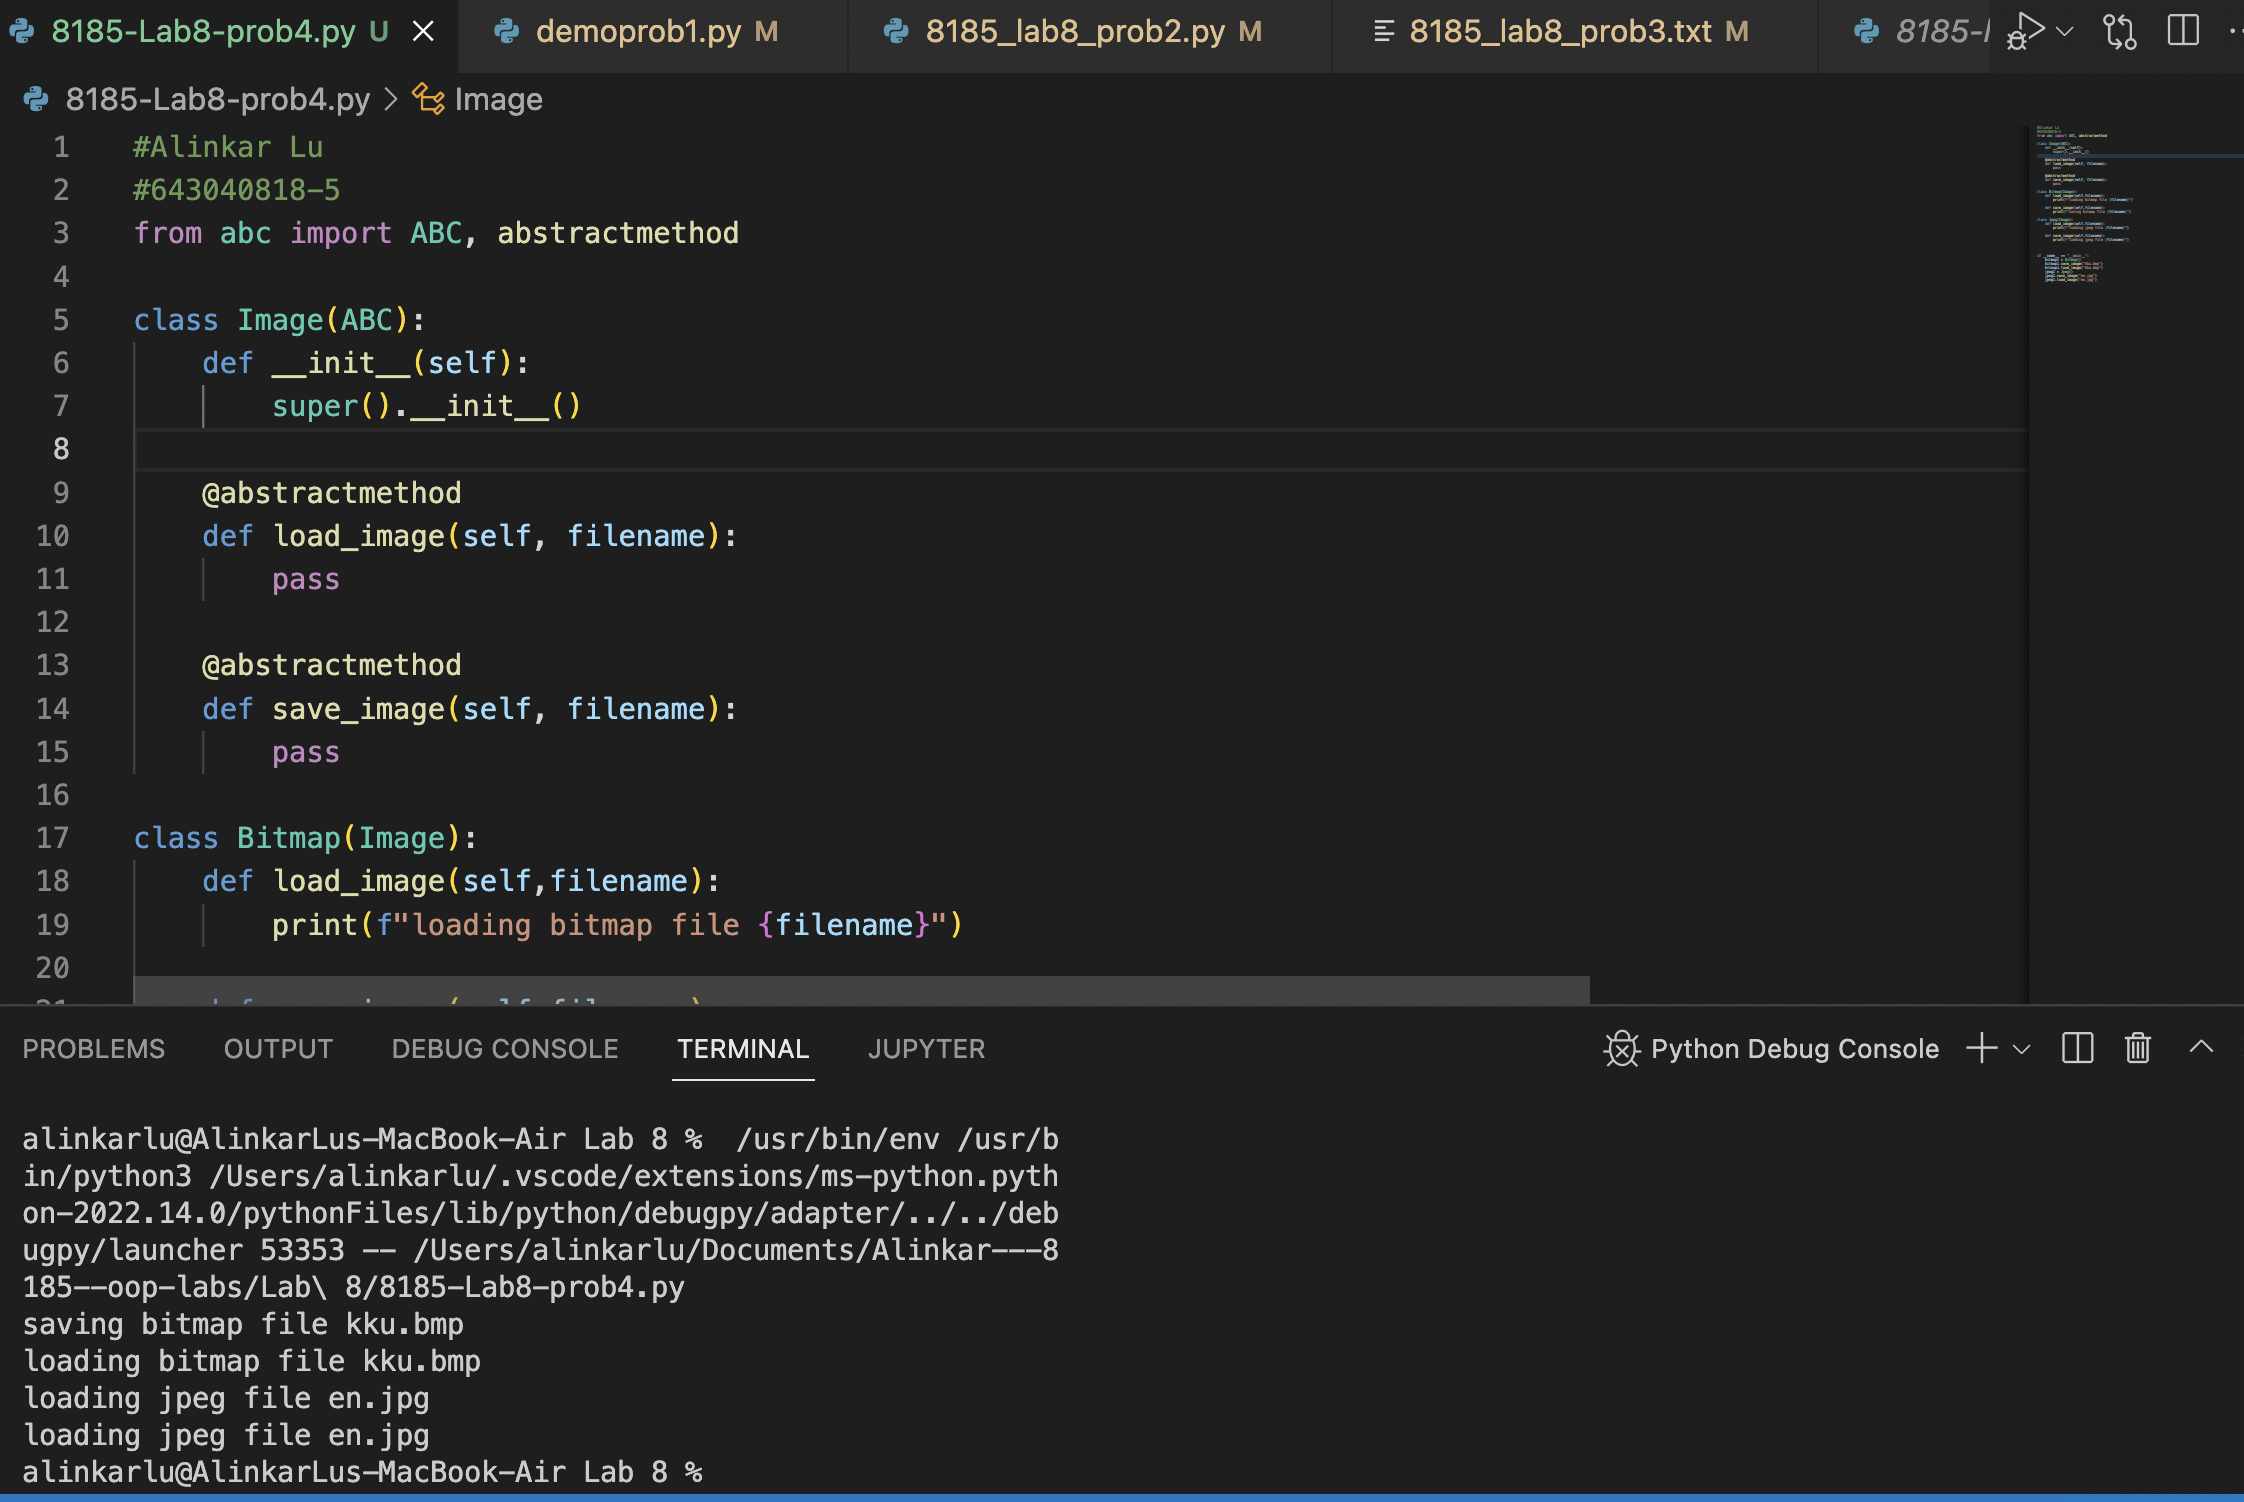 8185-Lab8-prob4.py U
demoprob1.py M
8185_lab8_prob2.py M
8185_lab8_prob3.txt M
8185-
8185-Lab8-prob4.py > Image
1 #Alinkar Lu
2 #643040818-5
3 from abc import ABC, abstractmethod
4
5 class Image(ABC):
6     def __init__(self):
7         super().__init__()
8
9     @abstractmethod
10     def load_image(self, filename):
11         pass
12
13     @abstractmethod
14     def save_image(self, filename):
15         pass
16
17 class Bitmap(Image):
18     def load_image(self,filename):
19         print(f"loading bitmap file {filename}")
20
PROBLEMS OUTPUT DEBUG CONSOLE TERMINAL JUPYTER Python Debug Console
alinkarlu@AlinkarLus-MacBook-Air Lab 8 %  /usr/bin/env /usr/b
in/python3 /Users/alinkarlu/.vscode/extensions/ms-python.pyth
on-2022.14.0/pythonFiles/lib/python/debugpy/adapter/../../deb
ugpy/launcher 53353 -- /Users/alinkarlu/Documents/Alinkar---8
185--oop-labs/Lab\ 8/8185-Lab8-prob4.py
saving bitmap file kku.bmp
loading bitmap file kku.bmp
loading jpeg file en.jpg
loading jpeg file en.jpg
alinkarlu@AlinkarLus-MacBook-Air Lab 8 %